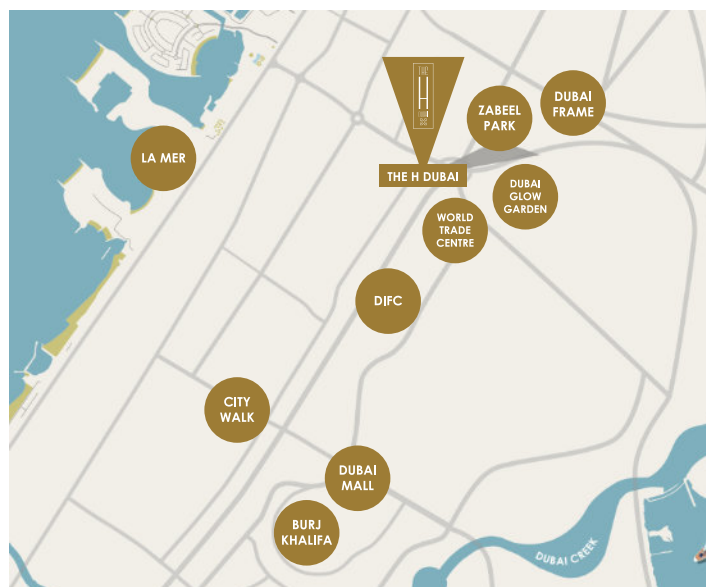 H
ZABEEL
PARK
DUBAI
FRAME
LA MER
THE H DUBAI
DUBAI
GLOW
GARDEN
WORLD
TRADE
CENTRE
DIFC
CITY
WALK
DUBAI
MALL
BURJ
KHALIFA
DUBAI CREEK